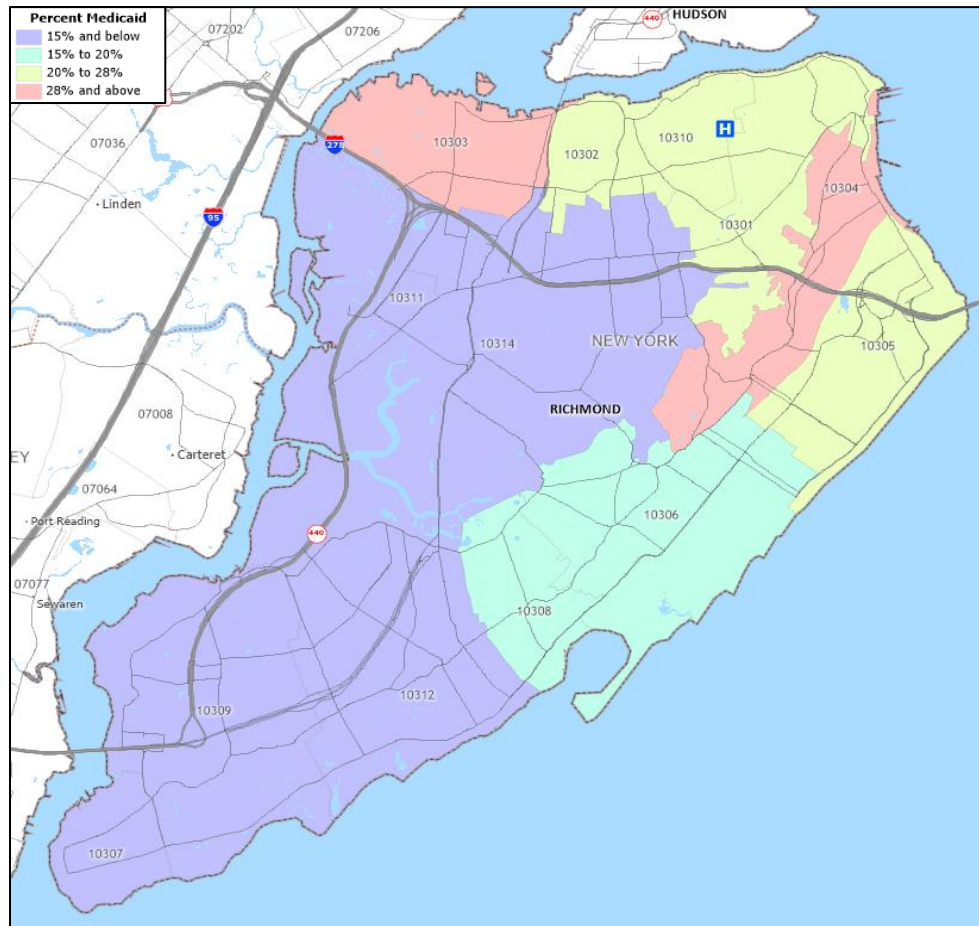 Percent Medicaid
15% and below
15% to 20%
20% to 28%
28% and above
440
HUDSON
07202
07206
278
10303
10302
10310
H
07036
10304
Linden
95
10301
10311
10314
NEW YORK
10305
RICHMOND
07008
EY
Carteret
07064
10306
Port Reading
440
07077
Sewaren
10308
10312
10309
10307